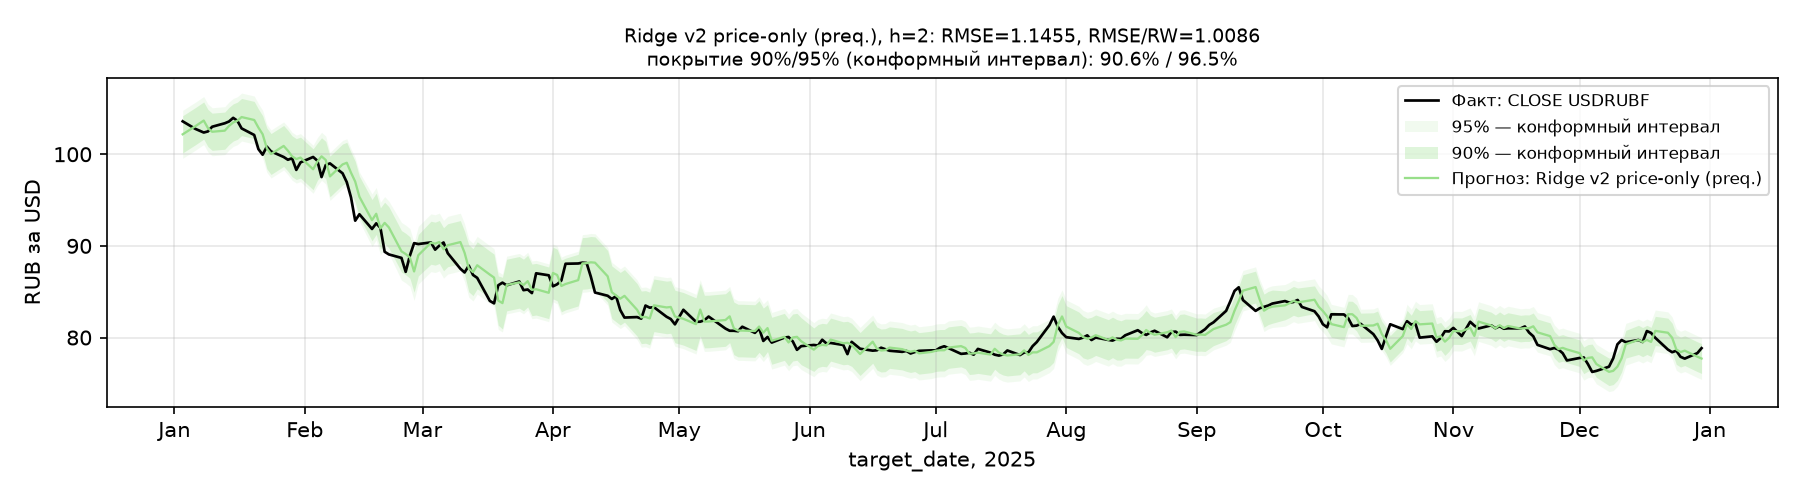 Ridge v2 price-only (preq.), h=2: RMSE=1.1455, RMSE/RW=1.0086
покрытие 90%/95% (конформный интервал): 90.6% / 96.5%
Факт: CLOSE USDRUBF
95% — конформный интервал
90% — конформный интервал
Прогноз: Ridge v2 price-only (preq.)
RUB за USD
100
90
80
Jan Feb Mar Apr May Jun Jul Aug Sep Oct Nov Dec Jan
target_date, 2025